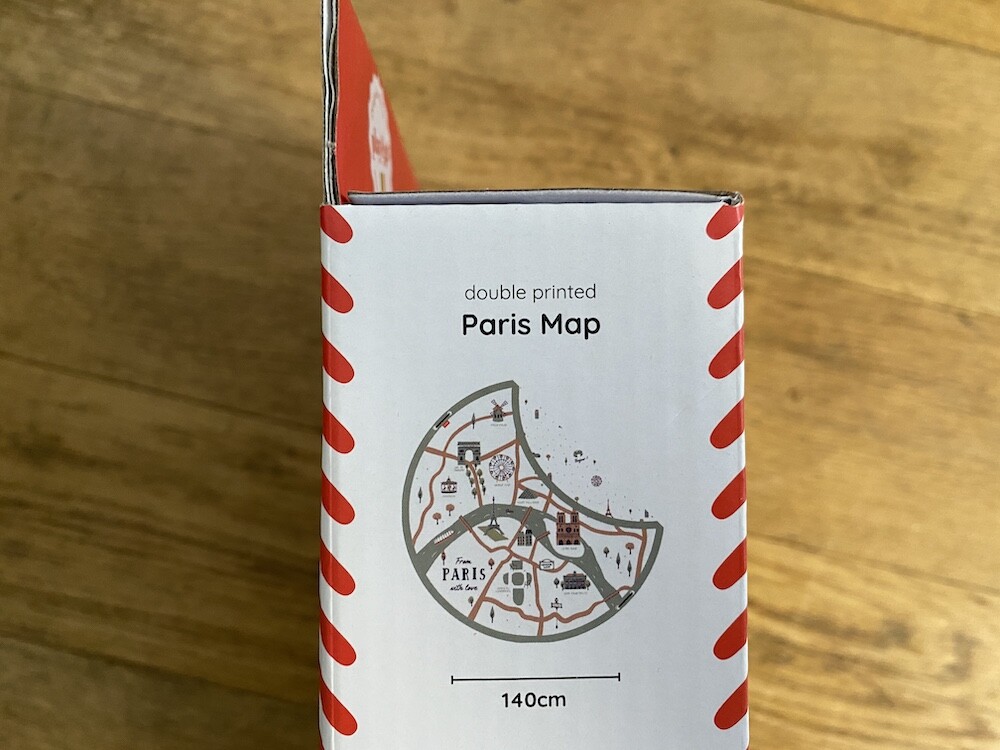 double printed
Paris Map
From
PARIS
with love
140cm